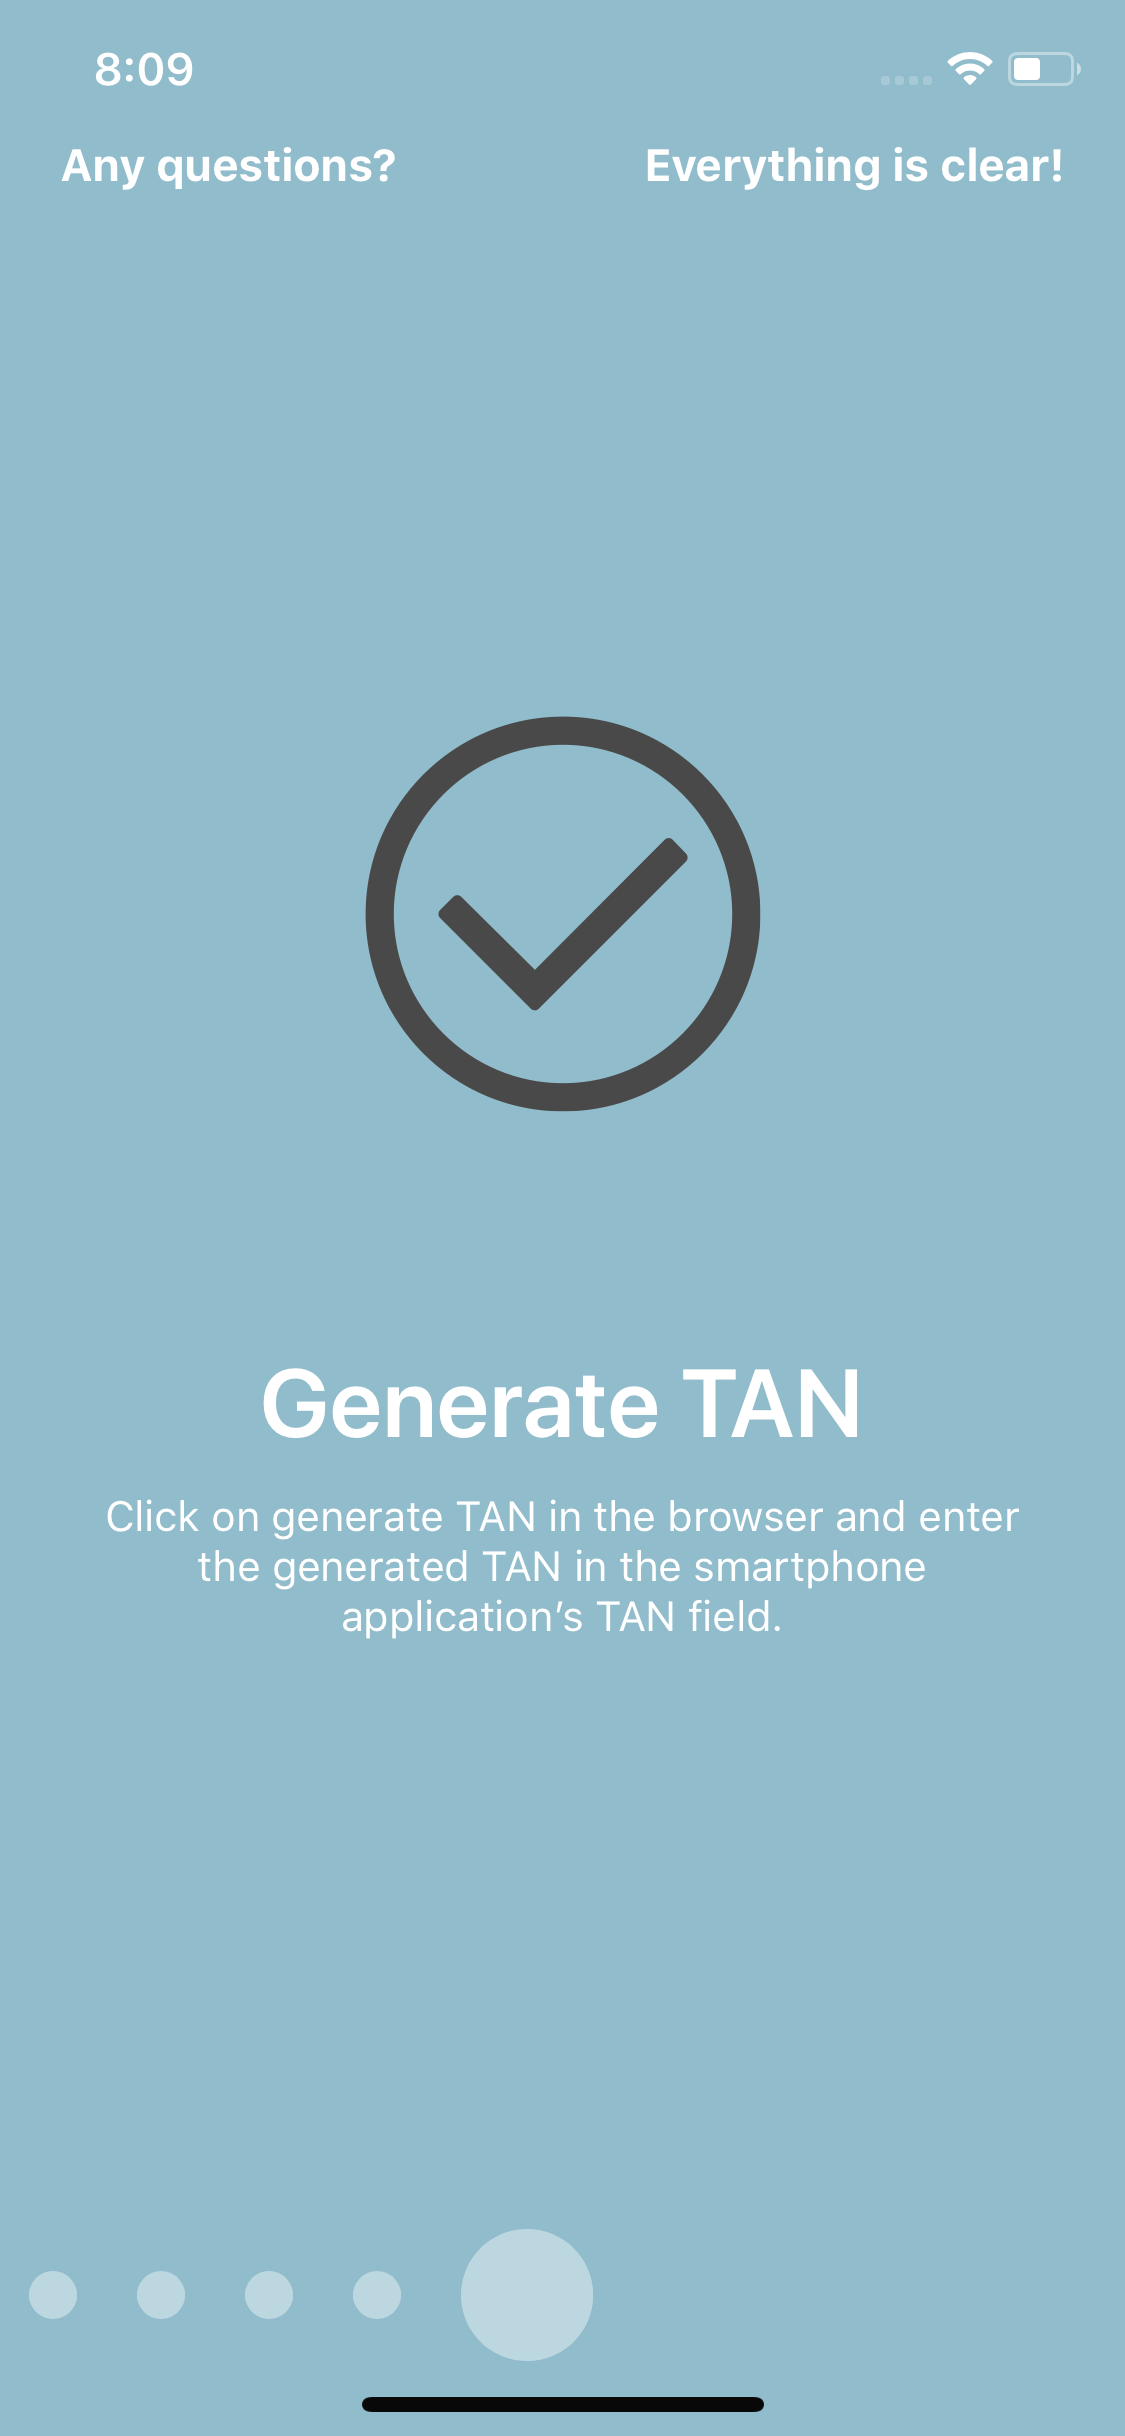 8:09
Any questions? Everything is clear!
Generate TAN
Click on generate TAN in the browser and enter
the generated TAN in the smartphone
application’s TAN field.